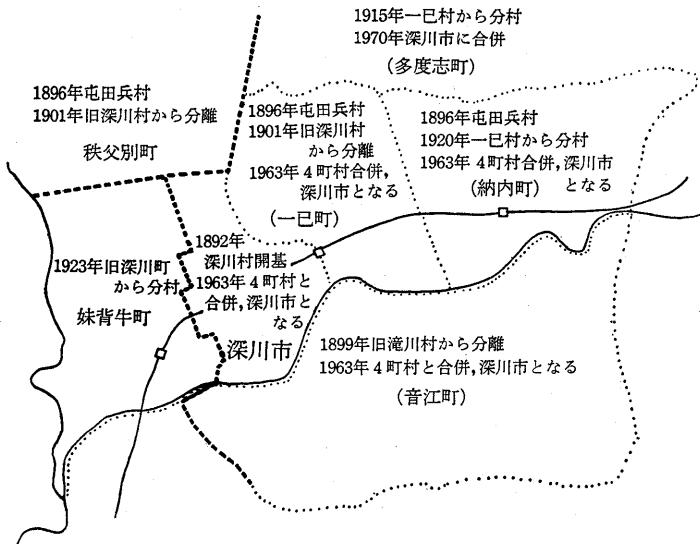 1915年一已村から分村
1970年深川市に合併
(多度志町)
1896年屯田兵村
1901年旧深川村から分離
秩父別町
1896年屯田兵村
1901年旧深川村
から分離
1963年4町村合併,
深川市となる
(一已町)
1896年屯田兵村
1920年一已村から分村
1963年4町村合併,深川市
となる
(納内町)
1923年旧深川町
から分村
妹背牛町
1892年
深川村開基
1963年4町村と
合併,深川市と
なる
深川市
1899年旧滝川村から分離
1963年4町村と合併,深川市となる
(音江町)